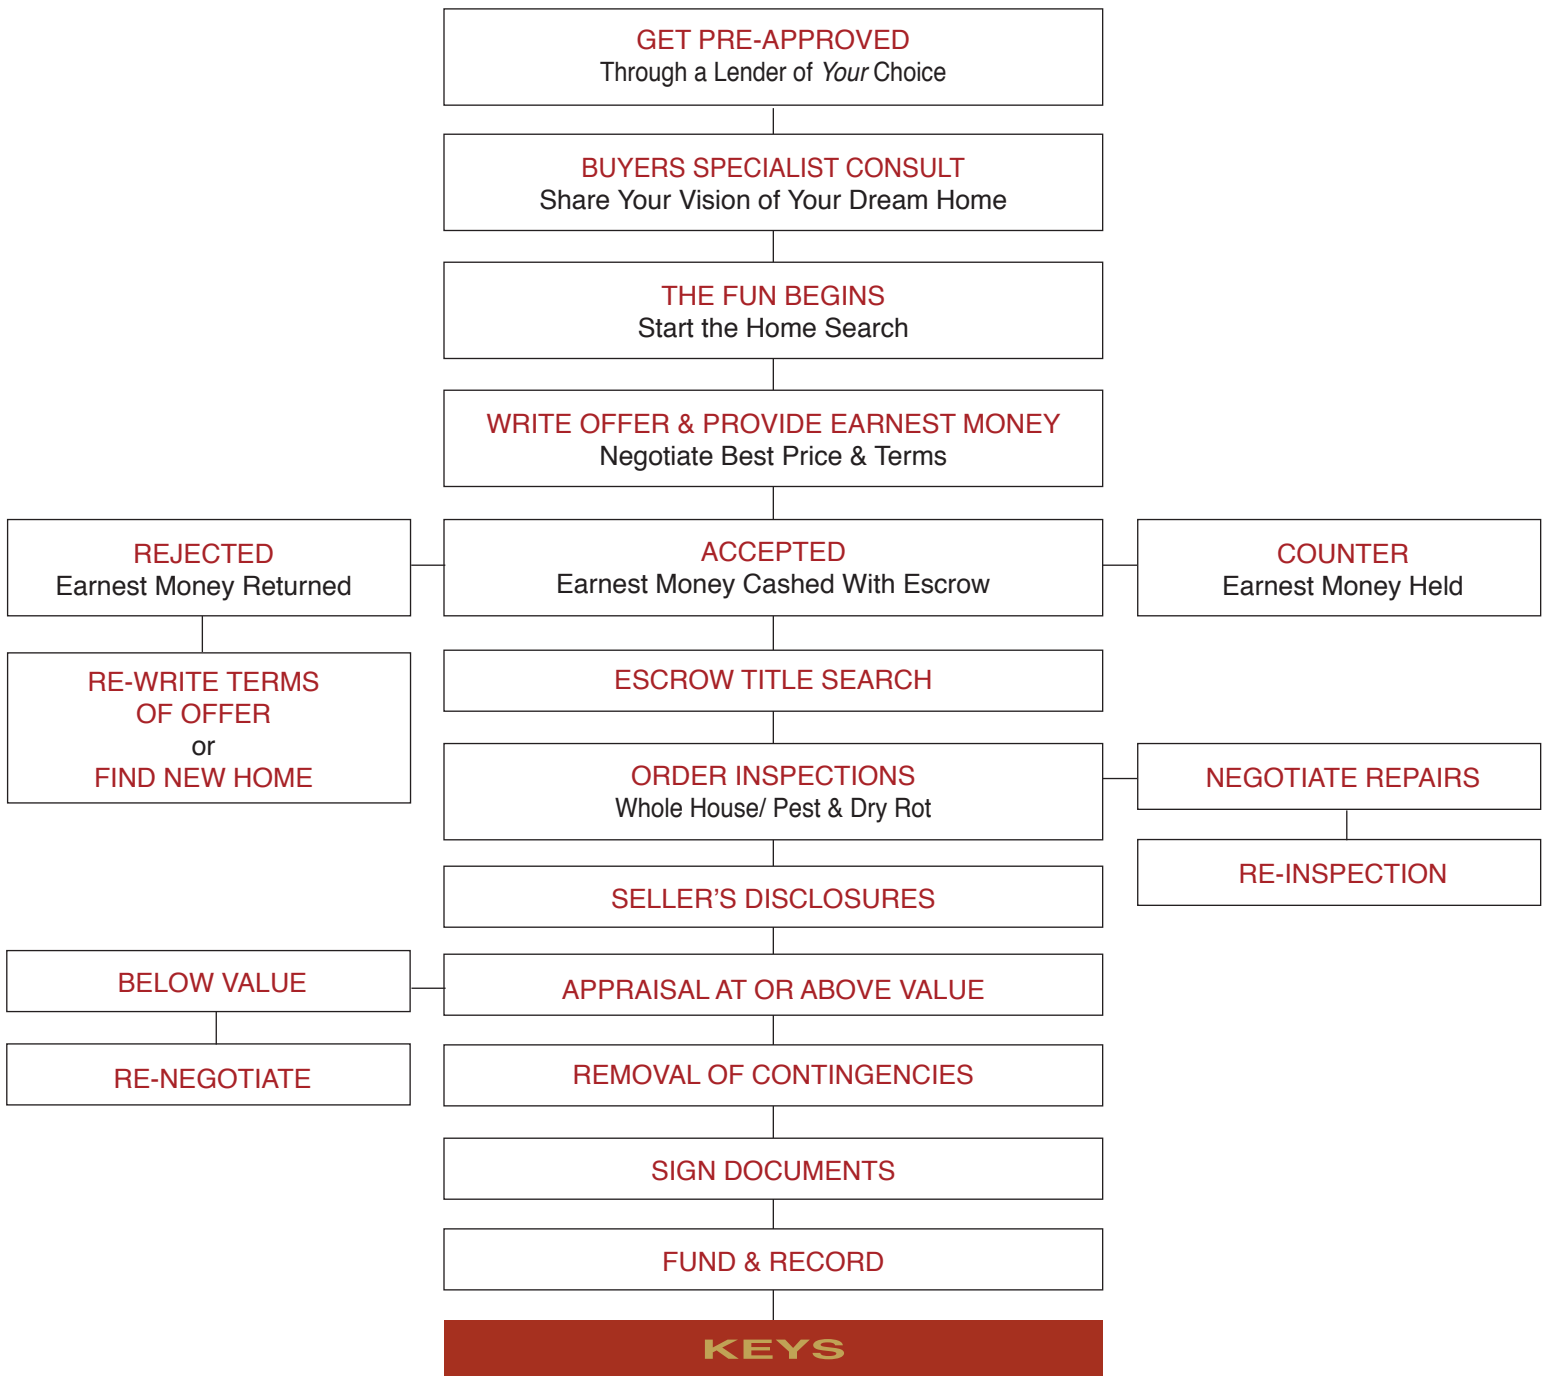 GET PRE-APPROVED
Through a Lender of Your Choice
BUYERS SPECIALIST CONSULT
Share Your Vision of Your Dream Home
THE FUN BEGINS
Start the Home Search
WRITE OFFER & PROVIDE EARNEST MONEY
Negotiate Best Price & Terms
REJECTED
Earnest Money Returned
ACCEPTED
Earnest Money Cashed With Escrow
COUNTER
Earnest Money Held
RE-WRITE TERMS
OF OFFER
or
FIND NEW HOME
ESCROW TITLE SEARCH
ORDER INSPECTIONS
Whole House/ Pest & Dry Rot
NEGOTIATE REPAIRS
RE-INSPECTION
SELLER’S DISCLOSURES
BELOW VALUE
APPRAISAL AT OR ABOVE VALUE
RE-NEGOTIATE
REMOVAL OF CONTINGENCIES
SIGN DOCUMENTS
FUND & RECORD
KEYS